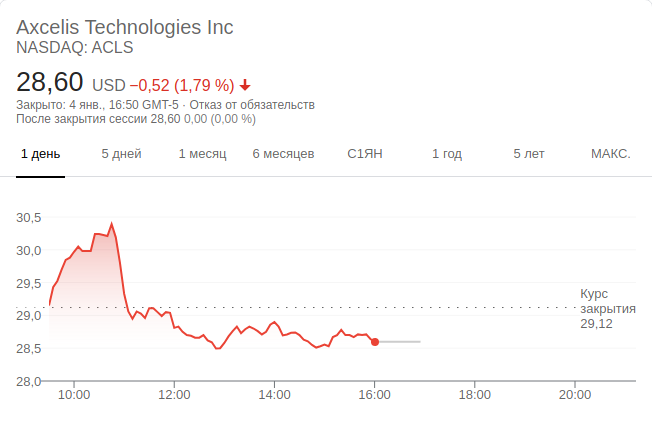 Axcelis Technologies Inc
NASDAQ: ACLS
28,60 USD −0,52 (1,79 %)
Закрыто: 4 янв., 16:50 GMT-5 · Отказ от обязательств
После закрытия сессии 28,60 0,00 (0,00 %)
1 день 5 дней 1 месяц 6 месяцев С1ЯН 1 год 5 лет МАКС.
30,5
30,0
29,5
29,0
28,5
28,0
Курс
закрытия
29,12
10:00 12:00 14:00 16:00 18:00 20:00